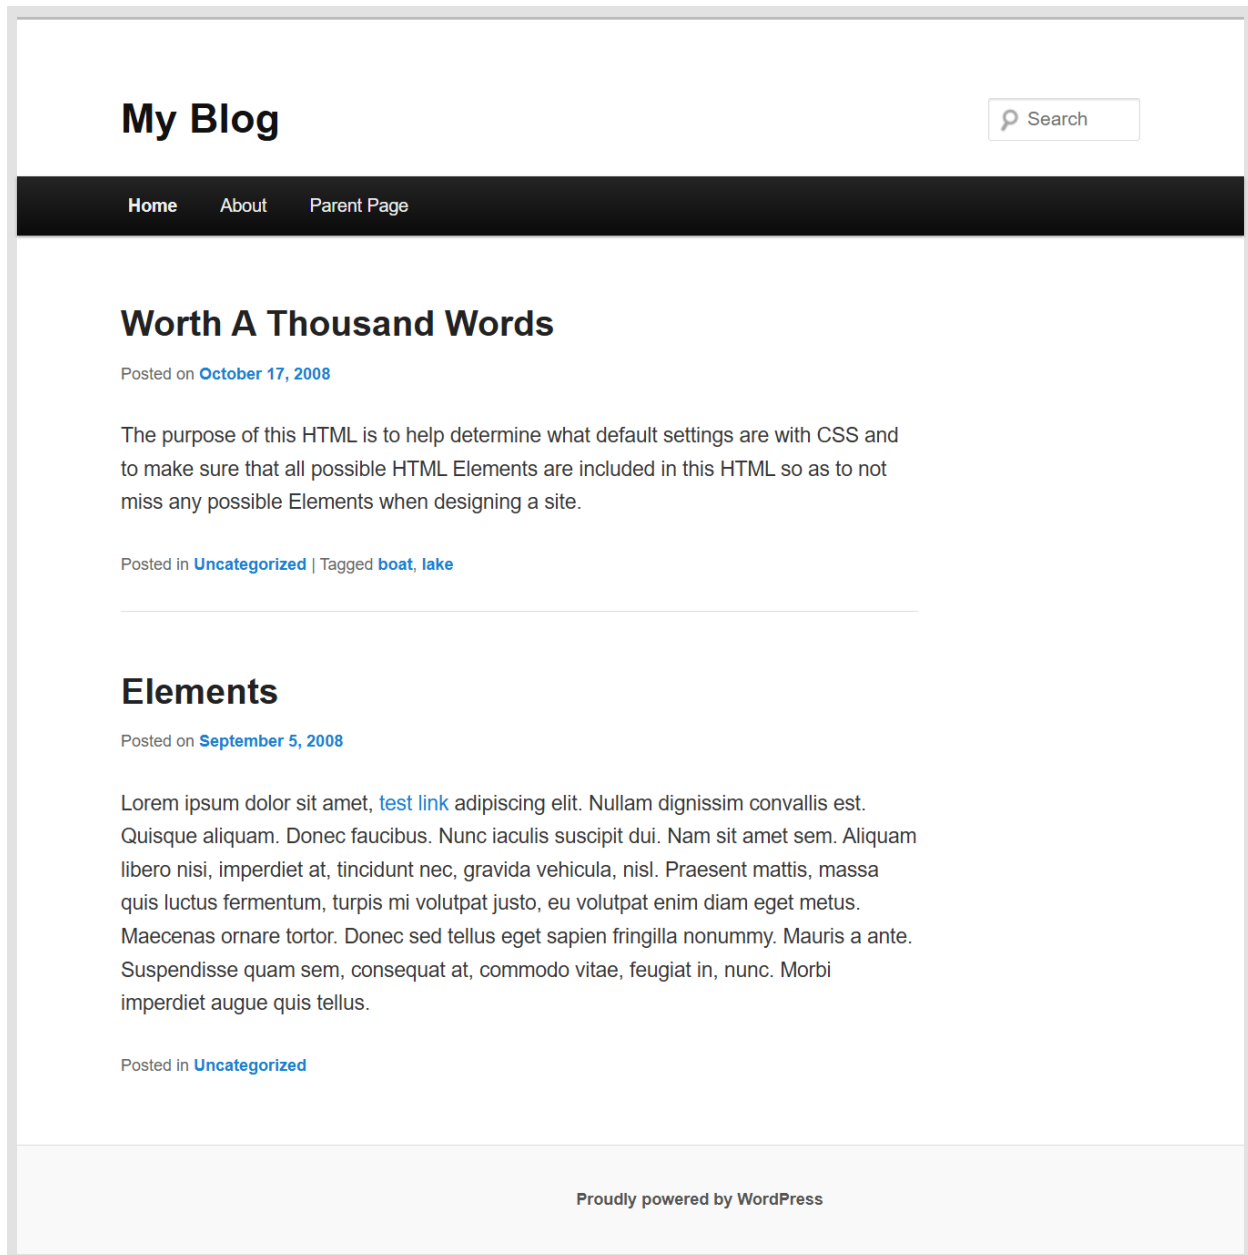 My Blog
Search
Home About Parent Page
Worth A Thousand Words
Posted on October 17, 2008
The purpose of this HTML is to help determine what default settings are with CSS and
to make sure that all possible HTML Elements are included in this HTML so as to not
miss any possible Elements when designing a site.
Posted in Uncategorized | Tagged boat, lake
Elements
Posted on September 5, 2008
Lorem ipsum dolor sit amet, test link adipiscing elit. Nullam dignissim convallis est.
Quisque aliquam. Donec faucibus. Nunc iaculis suscipit dui. Nam sit amet sem. Aliquam
libero nisi, imperdiet at, tincidunt nec, gravida vehicula, nisl. Praesent mattis, massa
quis luctus fermentum, turpis mi volutpat justo, eu volutpat enim diam eget metus.
Maecenas ornare tortor. Donec sed tellus eget sapien fringilla nonummy. Mauris a ante.
Suspendisse quam sem, consequat at, commodo vitae, feugiat in, nunc. Morbi
imperdiet augue quis tellus.
Posted in Uncategorized
Proudly powered by WordPress